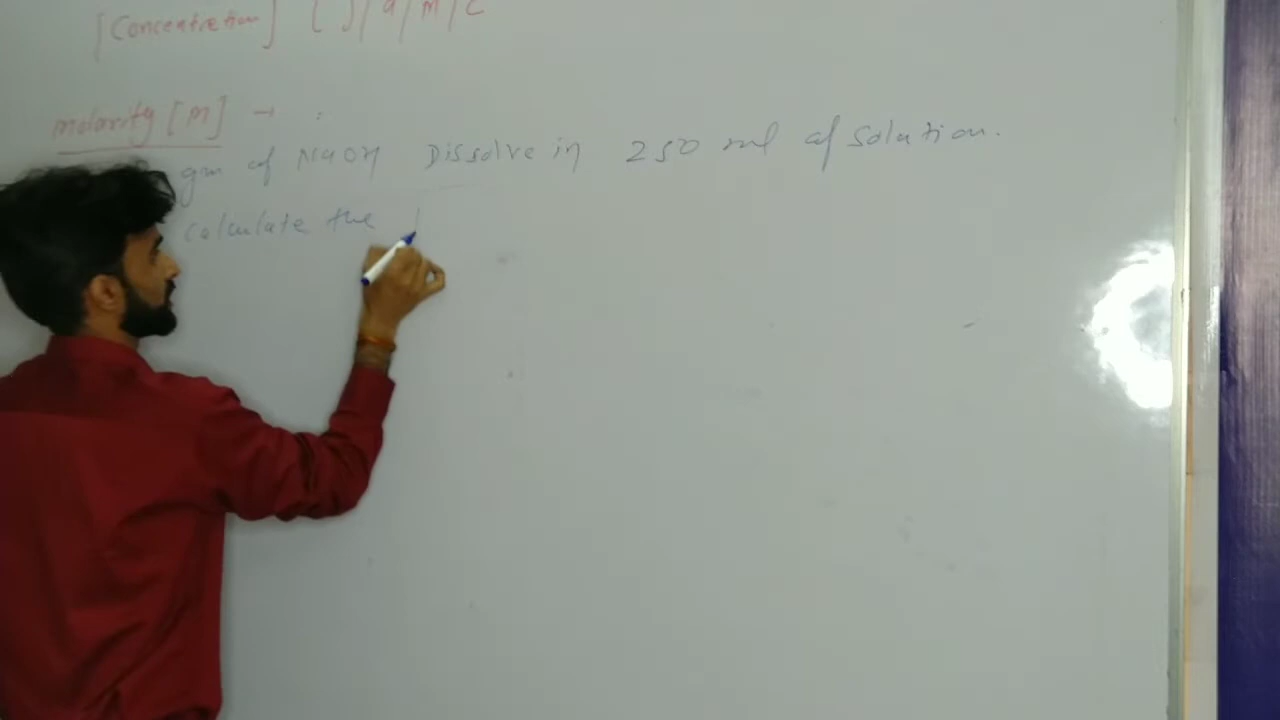 [Concentration] [ ] / a / M / C
Molarity [M] → :
gm of NaOH Dissolve in 250 ml of solution.
Calculate the